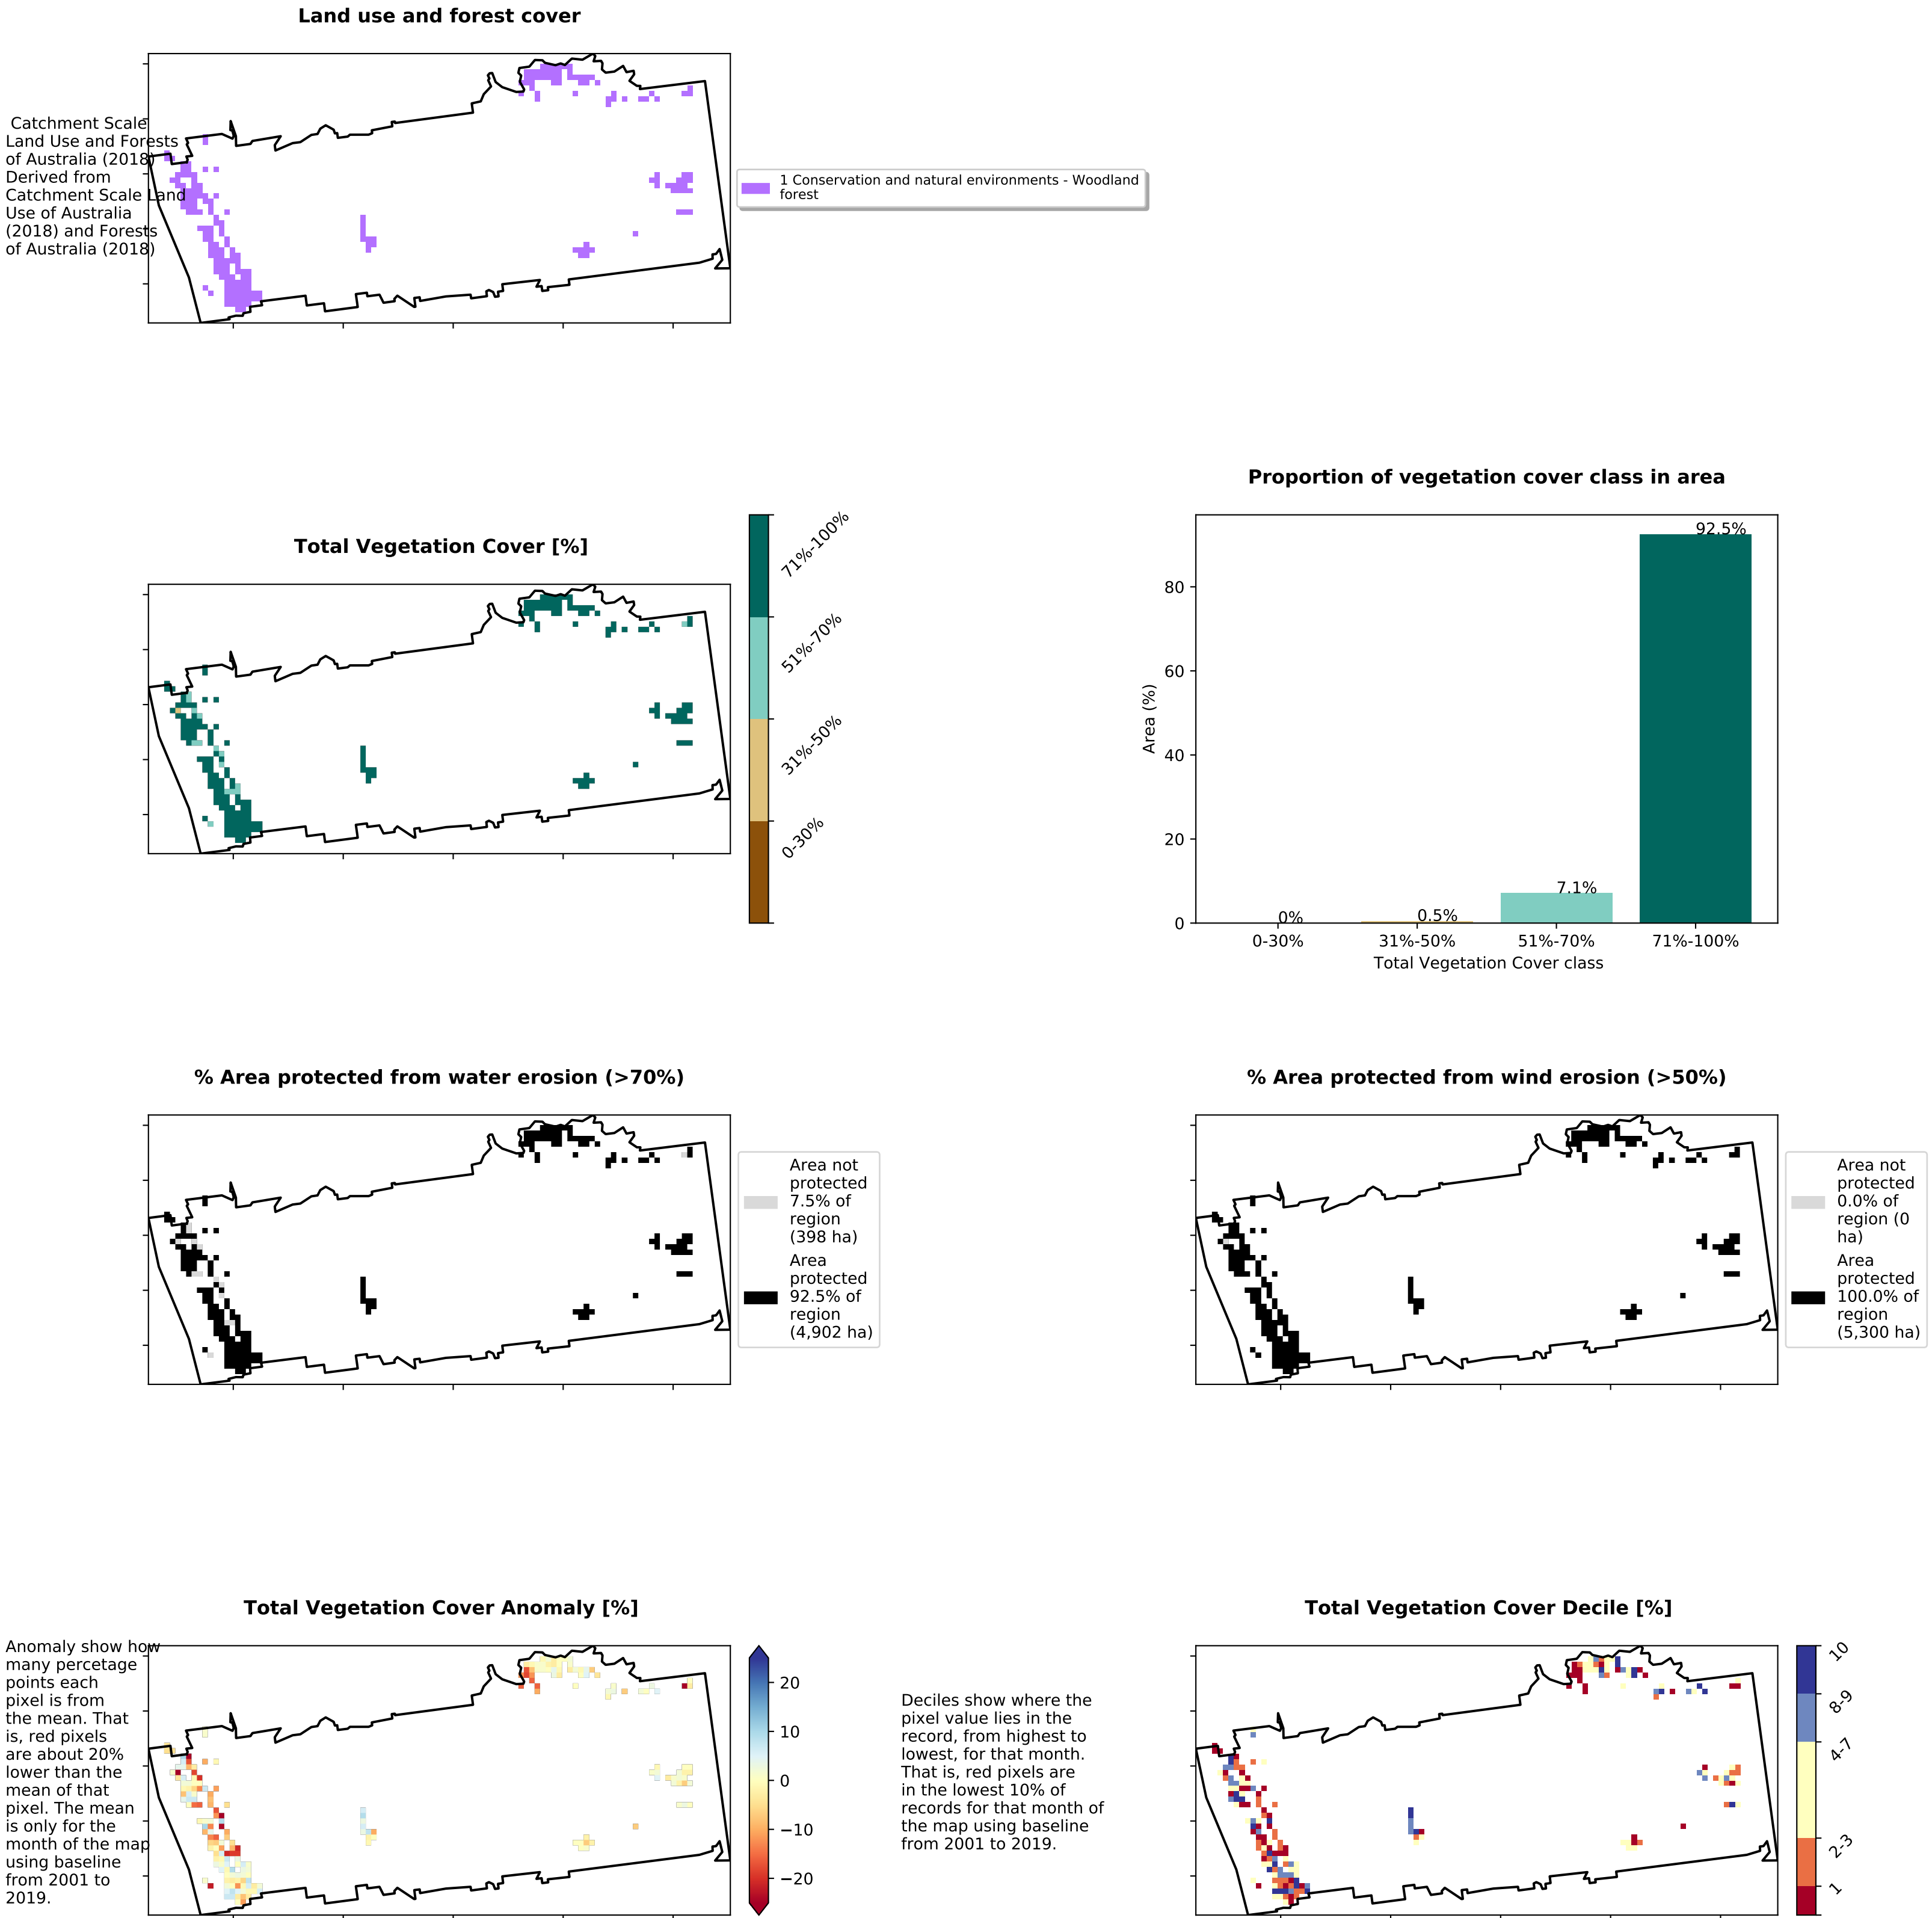 Land use and forest cover
Catchment Scale
Land Use and Forests
of Australia (2018)
Derived from
Catchment Scale Land
Use of Australia
(2018) and Forests
of Australia (2018)
1 Conservation and natural environments - Woodland
forest
Total Vegetation Cover [%]
71%-100%
51%-70%
31%-50%
0-30%
Proportion of vegetation cover class in area
Area (%)
80
60
40
20
0
0%
0.5%
7.1%
92.5%
0-30%
31%-50%
51%-70%
71%-100%
Total Vegetation Cover class
% Area protected from water erosion (>70%)
Area not
protected
7.5% of
region
(398 ha)
Area
protected
92.5% of
region
(4,902 ha)
% Area protected from wind erosion (>50%)
Area not
protected
0.0% of
region (0
ha)
Area
protected
100.0% of
region
(5,300 ha)
Total Vegetation Cover Anomaly [%]
Anomaly show how
many percetage
points each
pixel is from
the mean. That
is, red pixels
are about 20%
lower than the
mean of that
pixel. The mean
is only for the
month of the map
using baseline
from 2001 to
2019.
20
10
0
−10
−20
Total Vegetation Cover Decile [%]
Deciles show where the
pixel value lies in the
record, from highest to
lowest, for that month.
That is, red pixels are
in the lowest 10% of
records for that month of
the map using baseline
from 2001 to 2019.
10
8-9
4-7
2-3
1